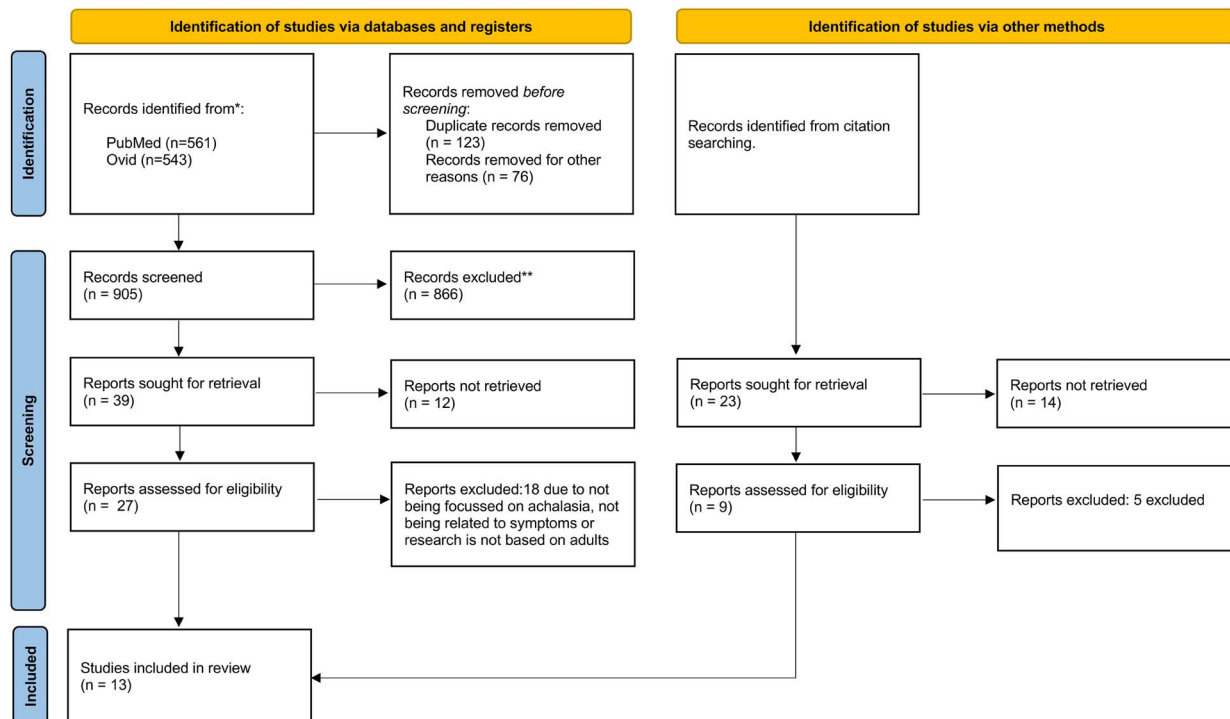 Identification of studies via databases and registers
Identification of studies via other methods
Identification
Records identified from*:
PubMed (n=561)
Ovid (n=543)
Records removed before
screening:
Duplicate records removed
(n = 123)
Records removed for other
reasons (n = 76)
Records identified from citation
searching.
Screening
Records screened
(n = 905)
Records excluded**
(n = 866)
Reports sought for retrieval
(n = 39)
Reports not retrieved
(n = 12)
Reports sought for retrieval
(n = 23)
Reports not retrieved
(n = 14)
Reports assessed for eligibility
(n = 27)
Reports excluded:18 due to not
being focussed on achalasia, not
being related to symptoms or
research is not based on adults
Reports assessed for eligibility
(n = 9)
Reports excluded: 5 excluded
Included
Studies included in review
(n = 13)